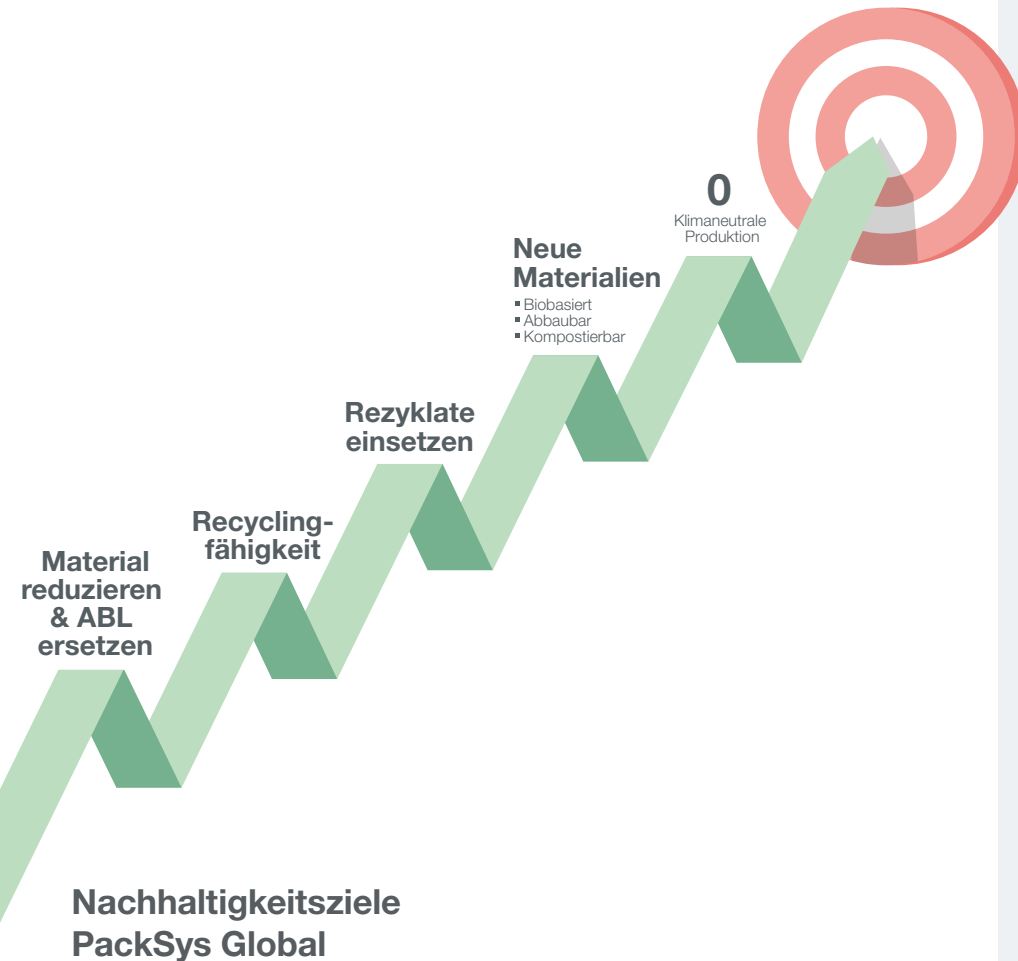 0
Klimaneutrale
Produktion
Neue
Materialien
▪ Biobasiert
▪ Abbaubar
▪ Kompostierbar
Rezyklate
einsetzen
Recycling-
fähigkeit
Material
reduzieren
& ABL
ersetzen
Nachhaltigkeitsziele
PackSys Global